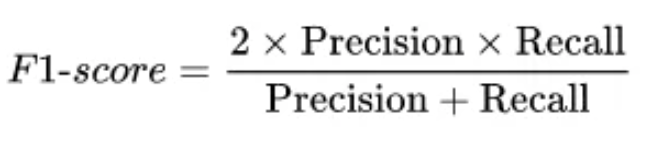 F1-score = 2 × Precision × Recall / Precision + Recall